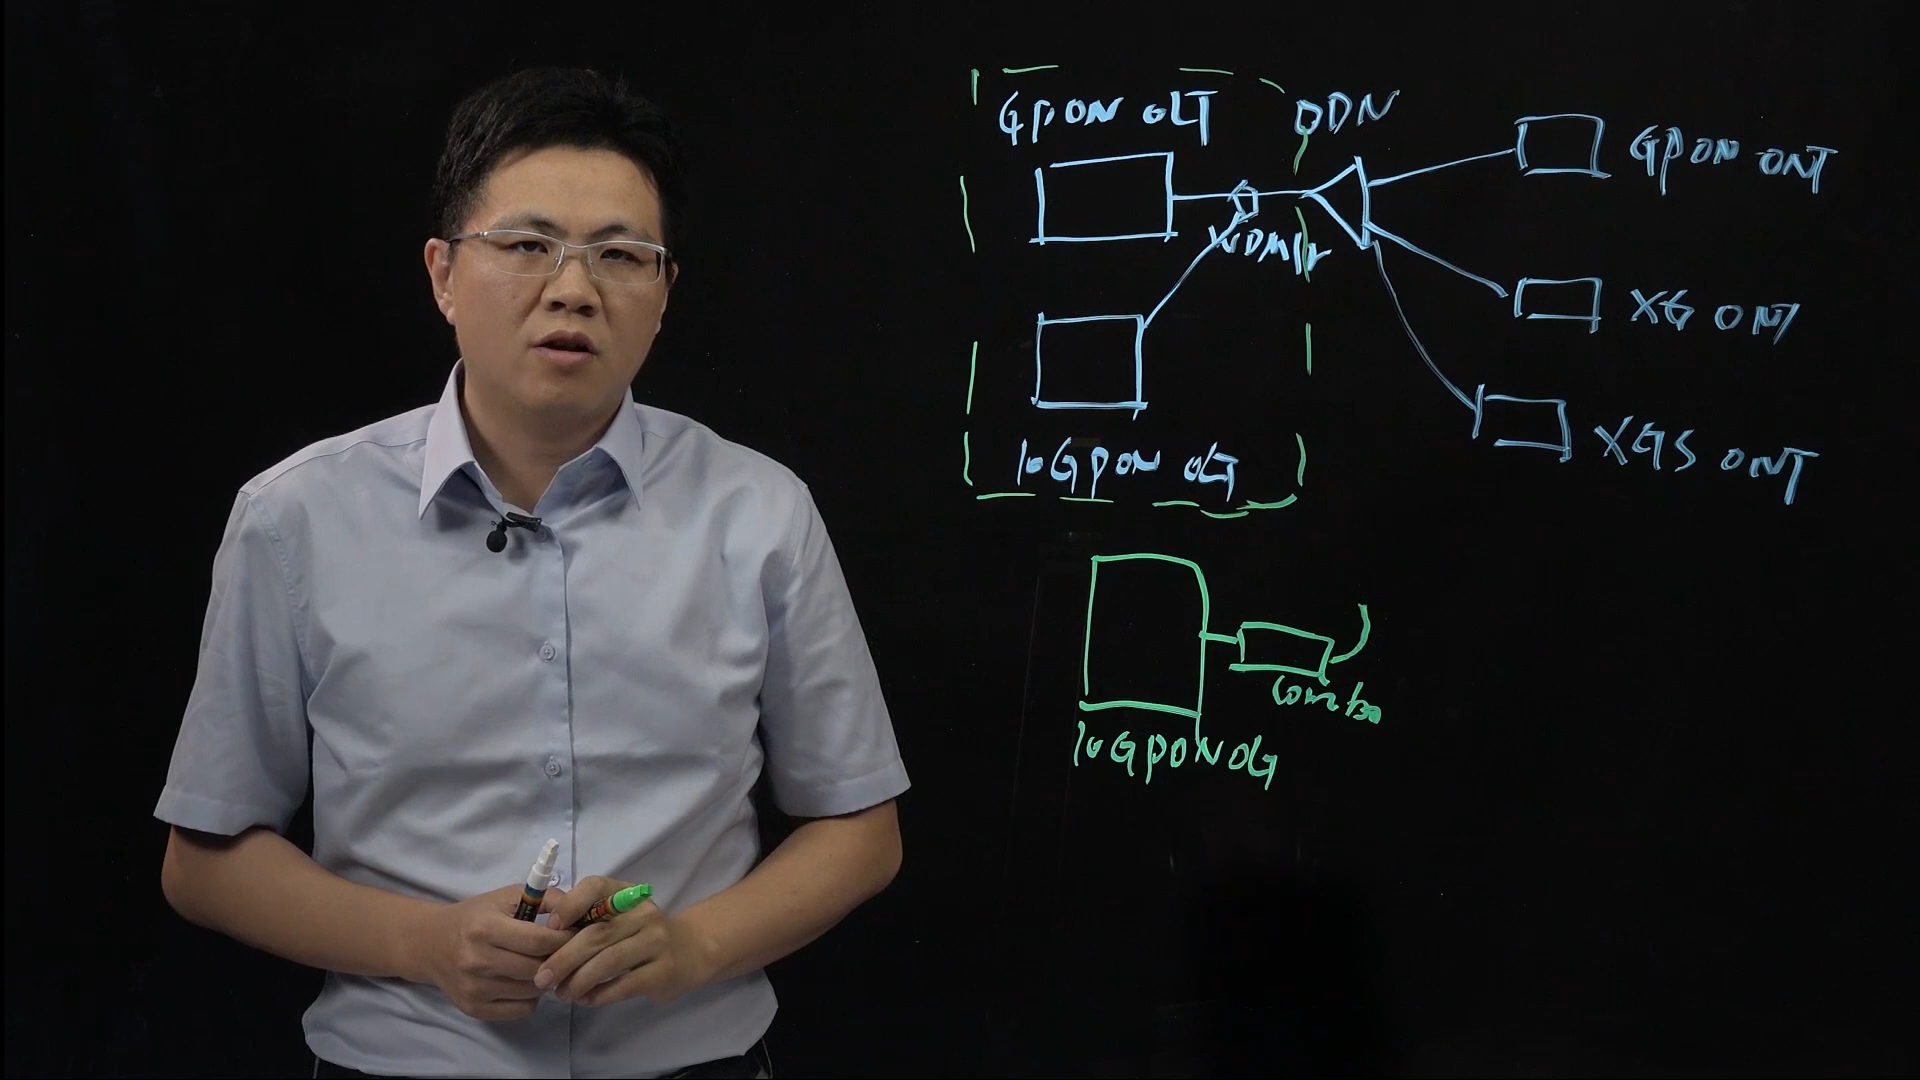 GPON OLT
ODN
GPON ONT
WDM1r
XG ONT
10GPON OLT
XGS ONT
Combo
10GPON OLT